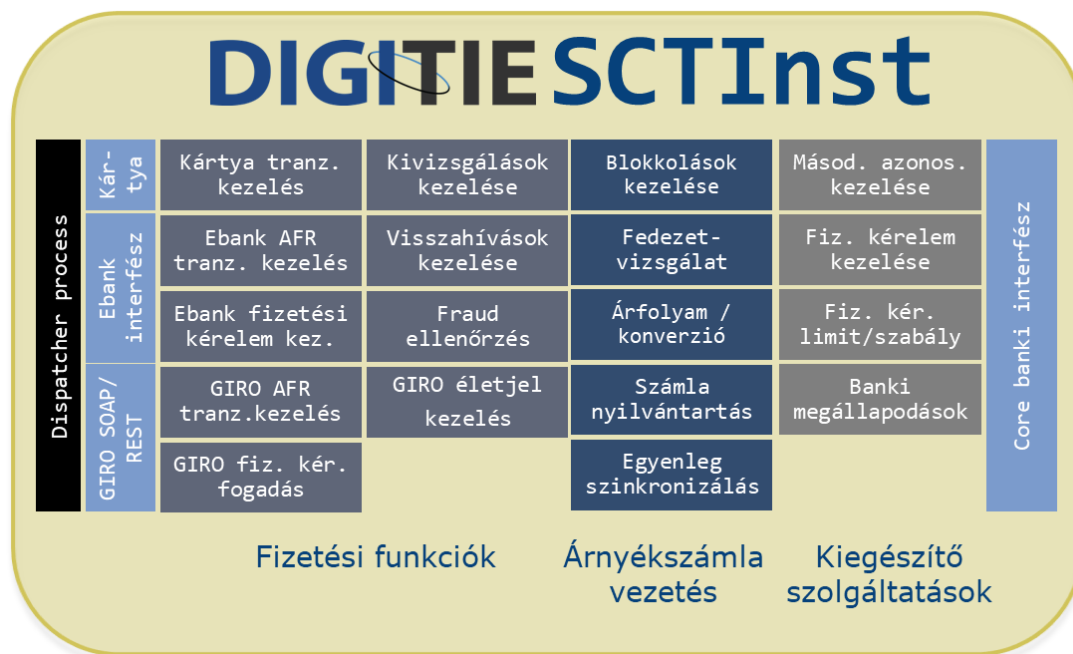 DIGITIE SCTInst
Dispatcher process
Kár-
tya
Ebank
interfész
GIRO SOAP/
REST
Kártya tranz.
kezelés
Ebank AFR
tranz. kezelés
Ebank fizetési
kérelem kez.
GIRO AFR
tranz.kezelés
GIRO fiz. kér.
fogadás
Kivizsgálások
kezelése
Visszahívások
kezelése
Fraud
ellenőrzés
GIRO életjel
kezelés
Blokkolások
kezelése
Fedezet-
vizsgálat
Árfolyam /
konverzió
Számla
nyilvántartás
Egyenleg
szinkronizálás
Másod. azonos.
kezelése
Fiz. kérelem
kezelése
Fiz. kér.
limit/szabály
Banki
megállapodások
Core banki interfész
Fizetési funkciók
Árnyékszámla
vezetés
Kiegészítő
szolgáltatások